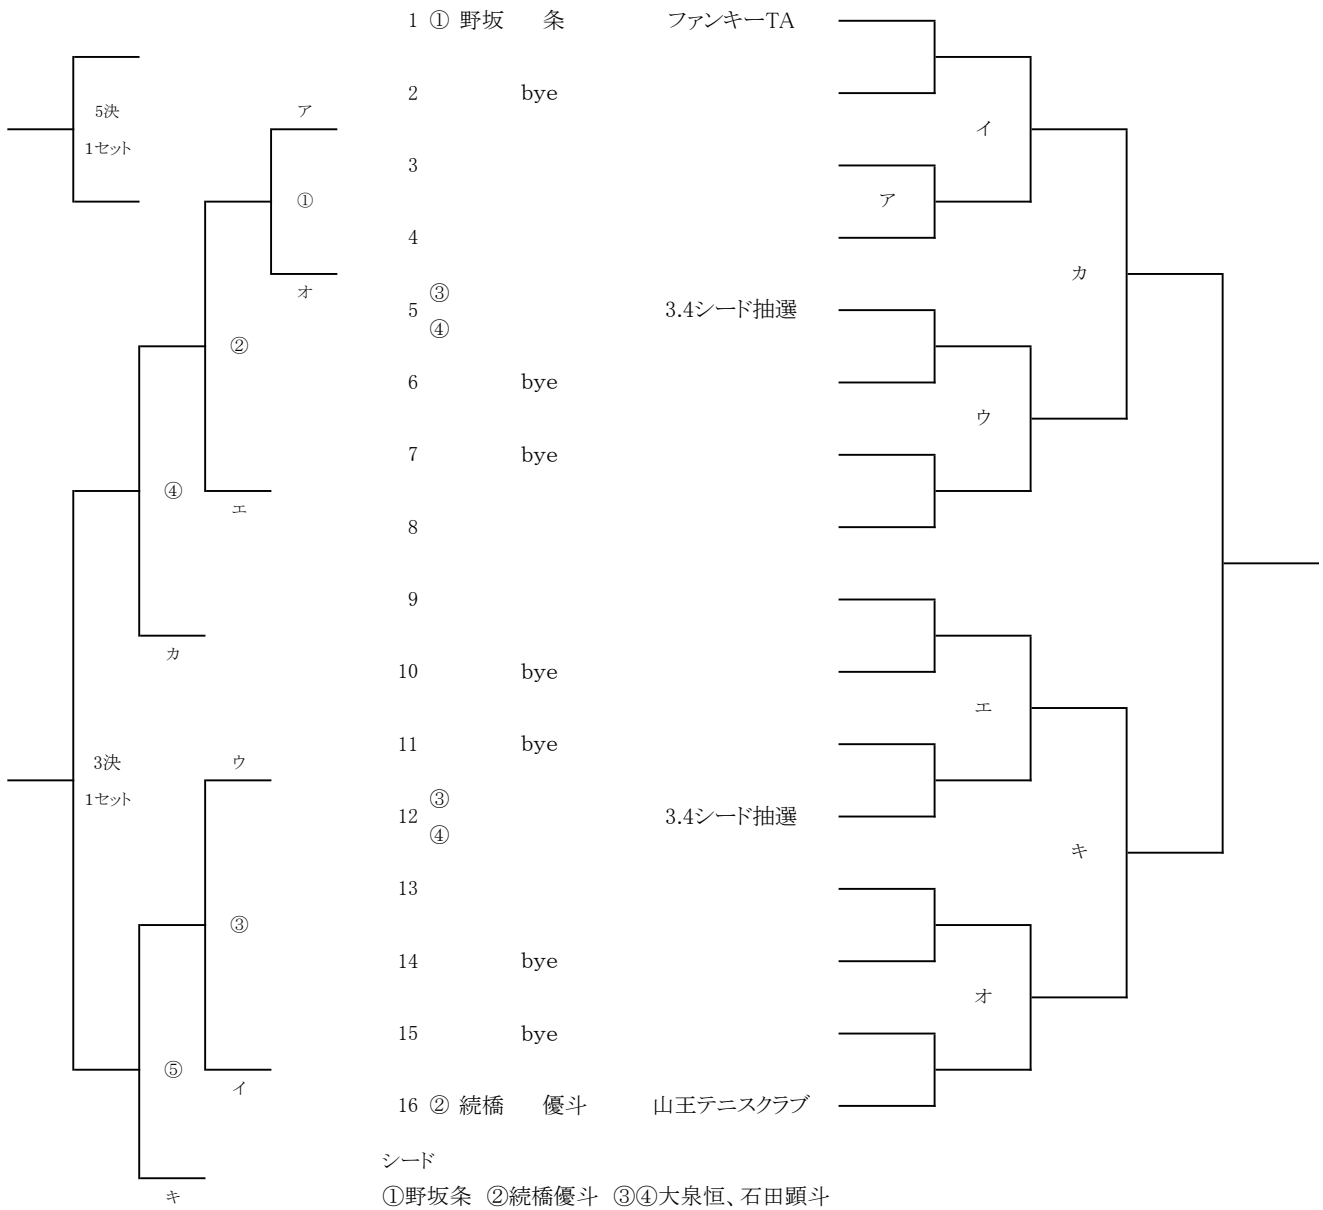 1 ① 野坂 条 ファンキーTA
5決
1セット
2 bye
ア
イ
3
①
ア
4
オ
カ
5 ③④ 3.4シード抽選
②
6 bye
ウ
7 bye
④
エ
8
9
カ
10 bye
エ
11 bye
3決
1セット
ウ
12 ③④ 3.4シード抽選
キ
13
③
14 bye
オ
15 bye
⑤
イ
16 ② 続橋 優斗 山王テニスクラブ
キ
シード
①野坂条 ②続橋優斗 ③④大泉恒、石田顕斗